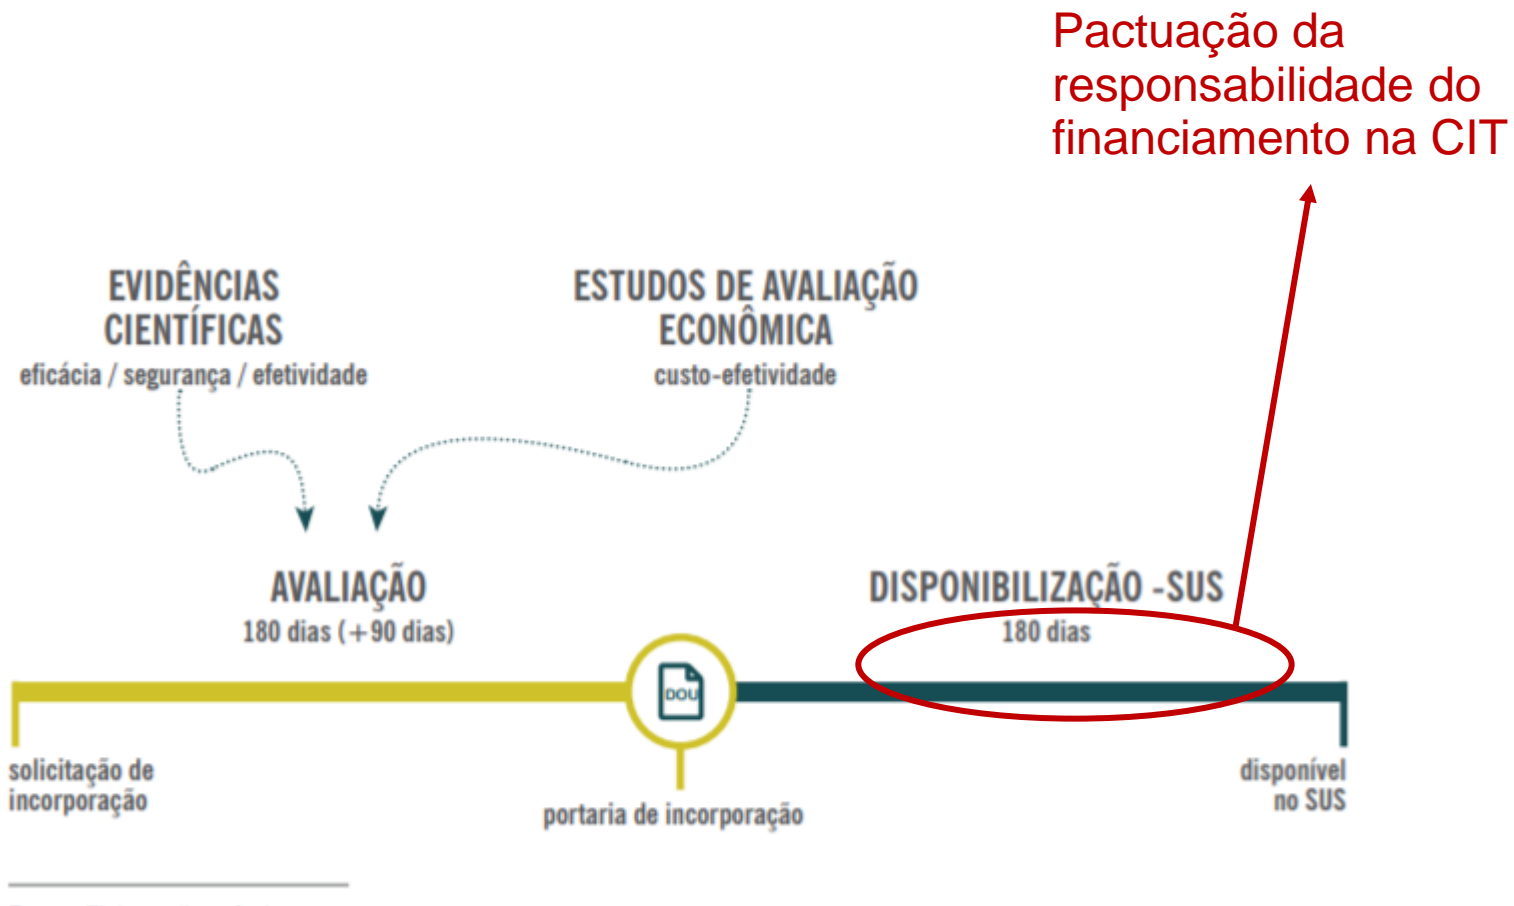 Pactuação da
responsabilidade do
financiamento na CIT
EVIDÊNCIAS
CIENTÍFICAS
eficácia / segurança / efetividade
ESTUDOS DE AVALIAÇÃO
ECONÔMICA
custo-efetividade
AVALIAÇÃO
180 dias (+90 dias)
DISPONIBILIZAÇÃO -SUS
180 dias
DOU
solicitação de
incorporação
portaria de incorporação
disponível
no SUS